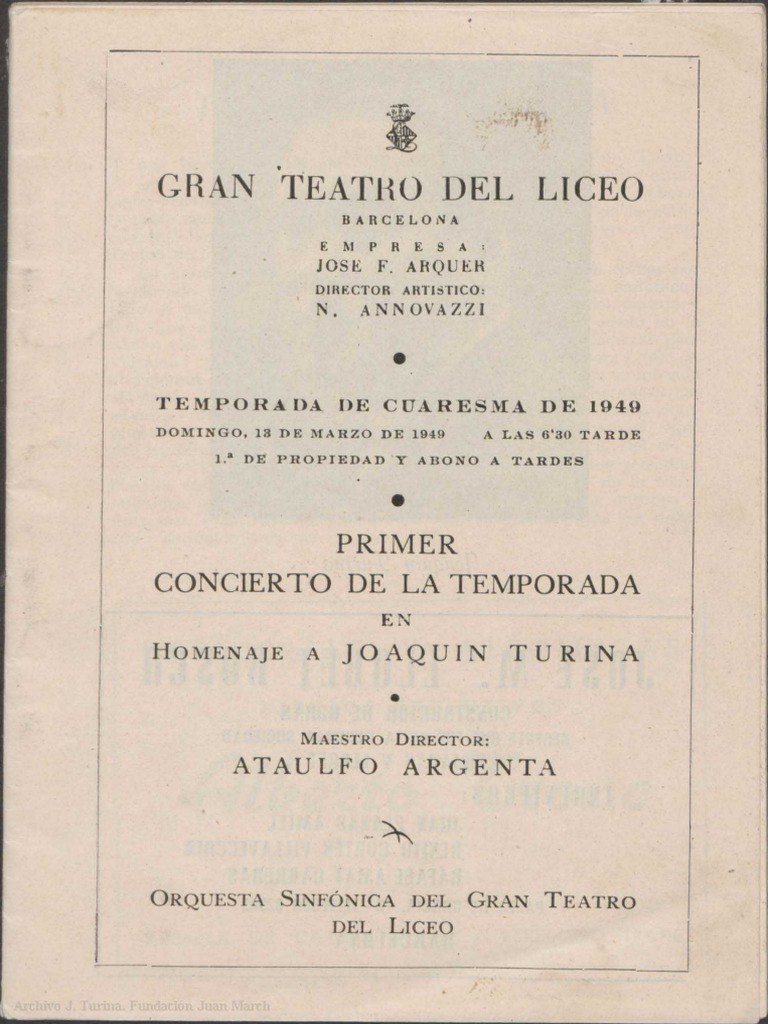 GRAN TEATRO DEL LICEO
BARCELONA
EMPRESA:
JOSE F. ARQUER
DIRECTOR ARTISTICO:
N. ANNOVAZZI
TEMPORADA DE CUARESMA DE 1949
DOMINGO, 13 DE MARZO DE 1949 A LAS 6'30 TARDE
1.ª DE PROPIEDAD Y ABONO A TARDES
PRIMER
CONCIERTO DE LA TEMPORADA
EN
HOMENAJE A JOAQUIN TURINA
MAESTRO DIRECTOR:
ATAULFO ARGENTA
ORQUESTA SINFÓNICA DEL GRAN TEATRO
DEL LICEO
Archivo J. Turina. Fundación Juan March